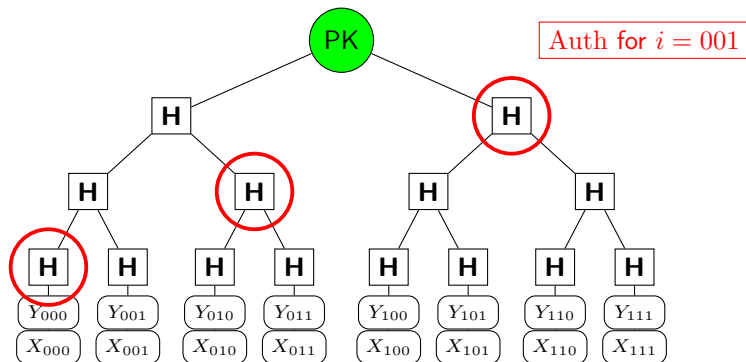 PK
Auth for i = 001
H H
H H H H
H H H H H H H H
Y000 Y001 Y010 Y011 Y100 Y101 Y110 Y111
X000 X001 X010 X011 X100 X101 X110 X111